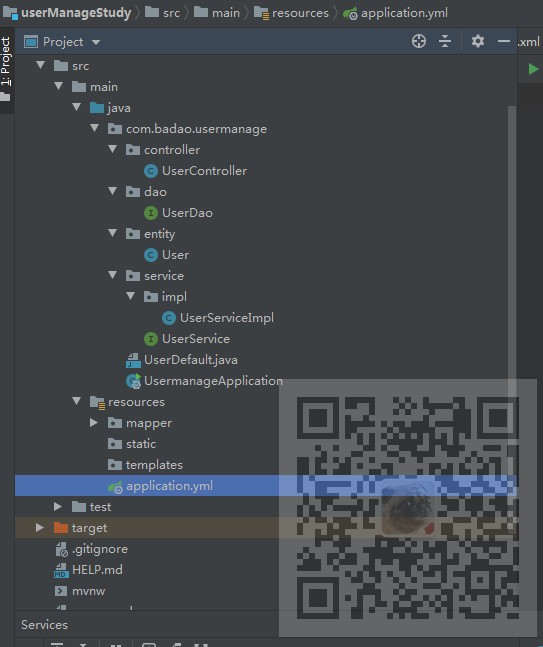 userManageStudy src main resources application.yml
1: Project
Project
.xml
src
main
java
com.badao.usermanage
controller
UserController
dao
UserDao
entity
User
service
impl
UserServiceImpl
UserService
UserDefault.java
UsermanageApplication
resources
mapper
static
templates
application.yml
test
target
.gitignore
HELP.md
mvnw
Services